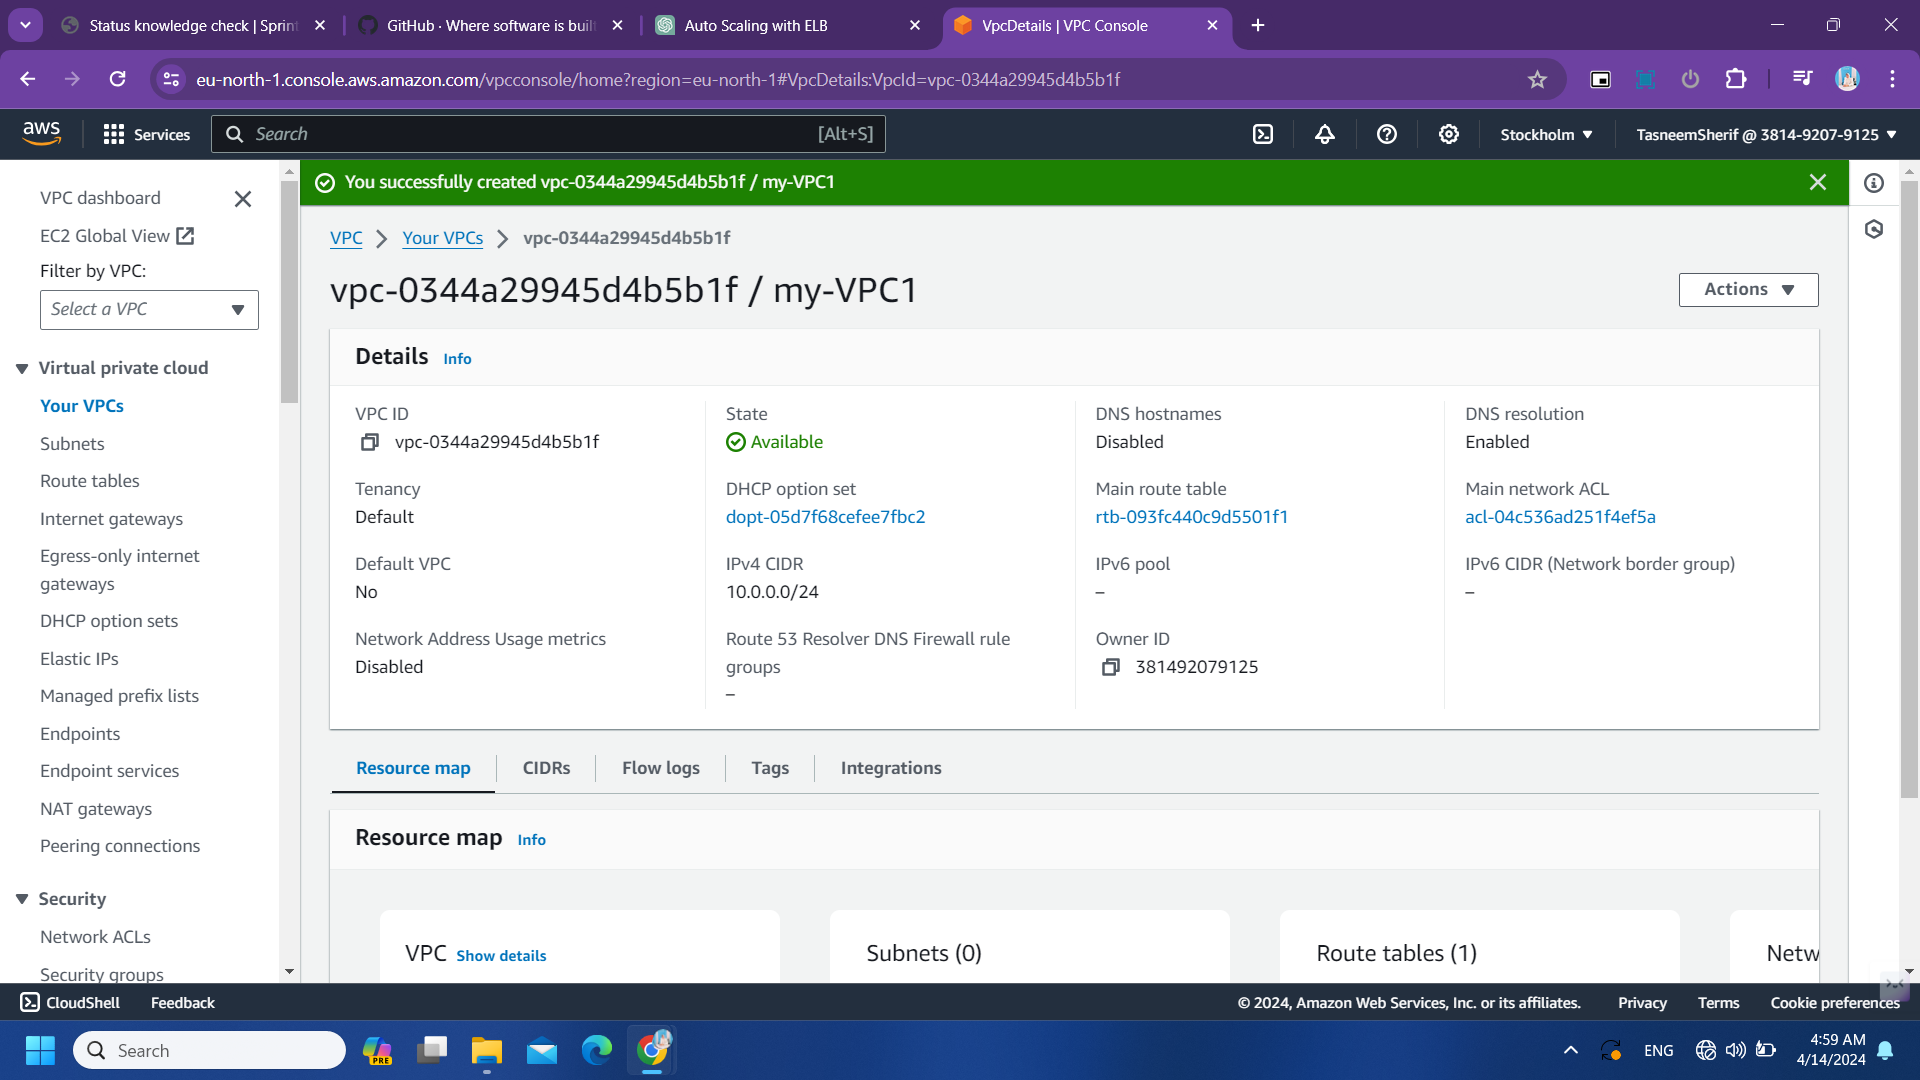 Status knowledge check | Sprint
GitHub · Where software is built
Auto Scaling with ELB
VpcDetails | VPC Console
eu-north-1.console.aws.amazon.com/vpcconsole/home?region=eu-north-1#VpcDetails:VpcId=vpc-0344a29945d4b5b1f
aws
Services
Search
[Alt+S]
Stockholm
TasneemSherif @ 3814-9207-9125
VPC dashboard
EC2 Global View
Filter by VPC:
Select a VPC
Virtual private cloud
Your VPCs
Subnets
Route tables
Internet gateways
Egress-only internet
gateways
DHCP option sets
Elastic IPs
Managed prefix lists
Endpoints
Endpoint services
NAT gateways
Peering connections
Security
Network ACLs
Security groups
You successfully created vpc-0344a29945d4b5b1f / my-VPC1
VPC
Your VPCs
vpc-0344a29945d4b5b1f
vpc-0344a29945d4b5b1f / my-VPC1
Actions
Details
Info
VPC ID
vpc-0344a29945d4b5b1f
State
Available
DNS hostnames
Disabled
DNS resolution
Enabled
Tenancy
Default
DHCP option set
dopt-05d7f68cefee7fbc2
Main route table
rtb-093fc440c9d5501f1
Main network ACL
acl-04c536ad251f4ef5a
Default VPC
No
IPv4 CIDR
10.0.0.0/24
IPv6 pool
–
IPv6 CIDR (Network border group)
–
Network Address Usage metrics
Disabled
Route 53 Resolver DNS Firewall rule
groups
–
Owner ID
381492079125
Resource map
CIDRs
Flow logs
Tags
Integrations
Resource map
Info
VPC
Show details
Subnets (0)
Route tables (1)
Netw
CloudShell
Feedback
© 2024, Amazon Web Services, Inc. or its affiliates.
Privacy
Terms
Cookie preferences
Search
PRE
ENG
4:59 AM
4/14/2024